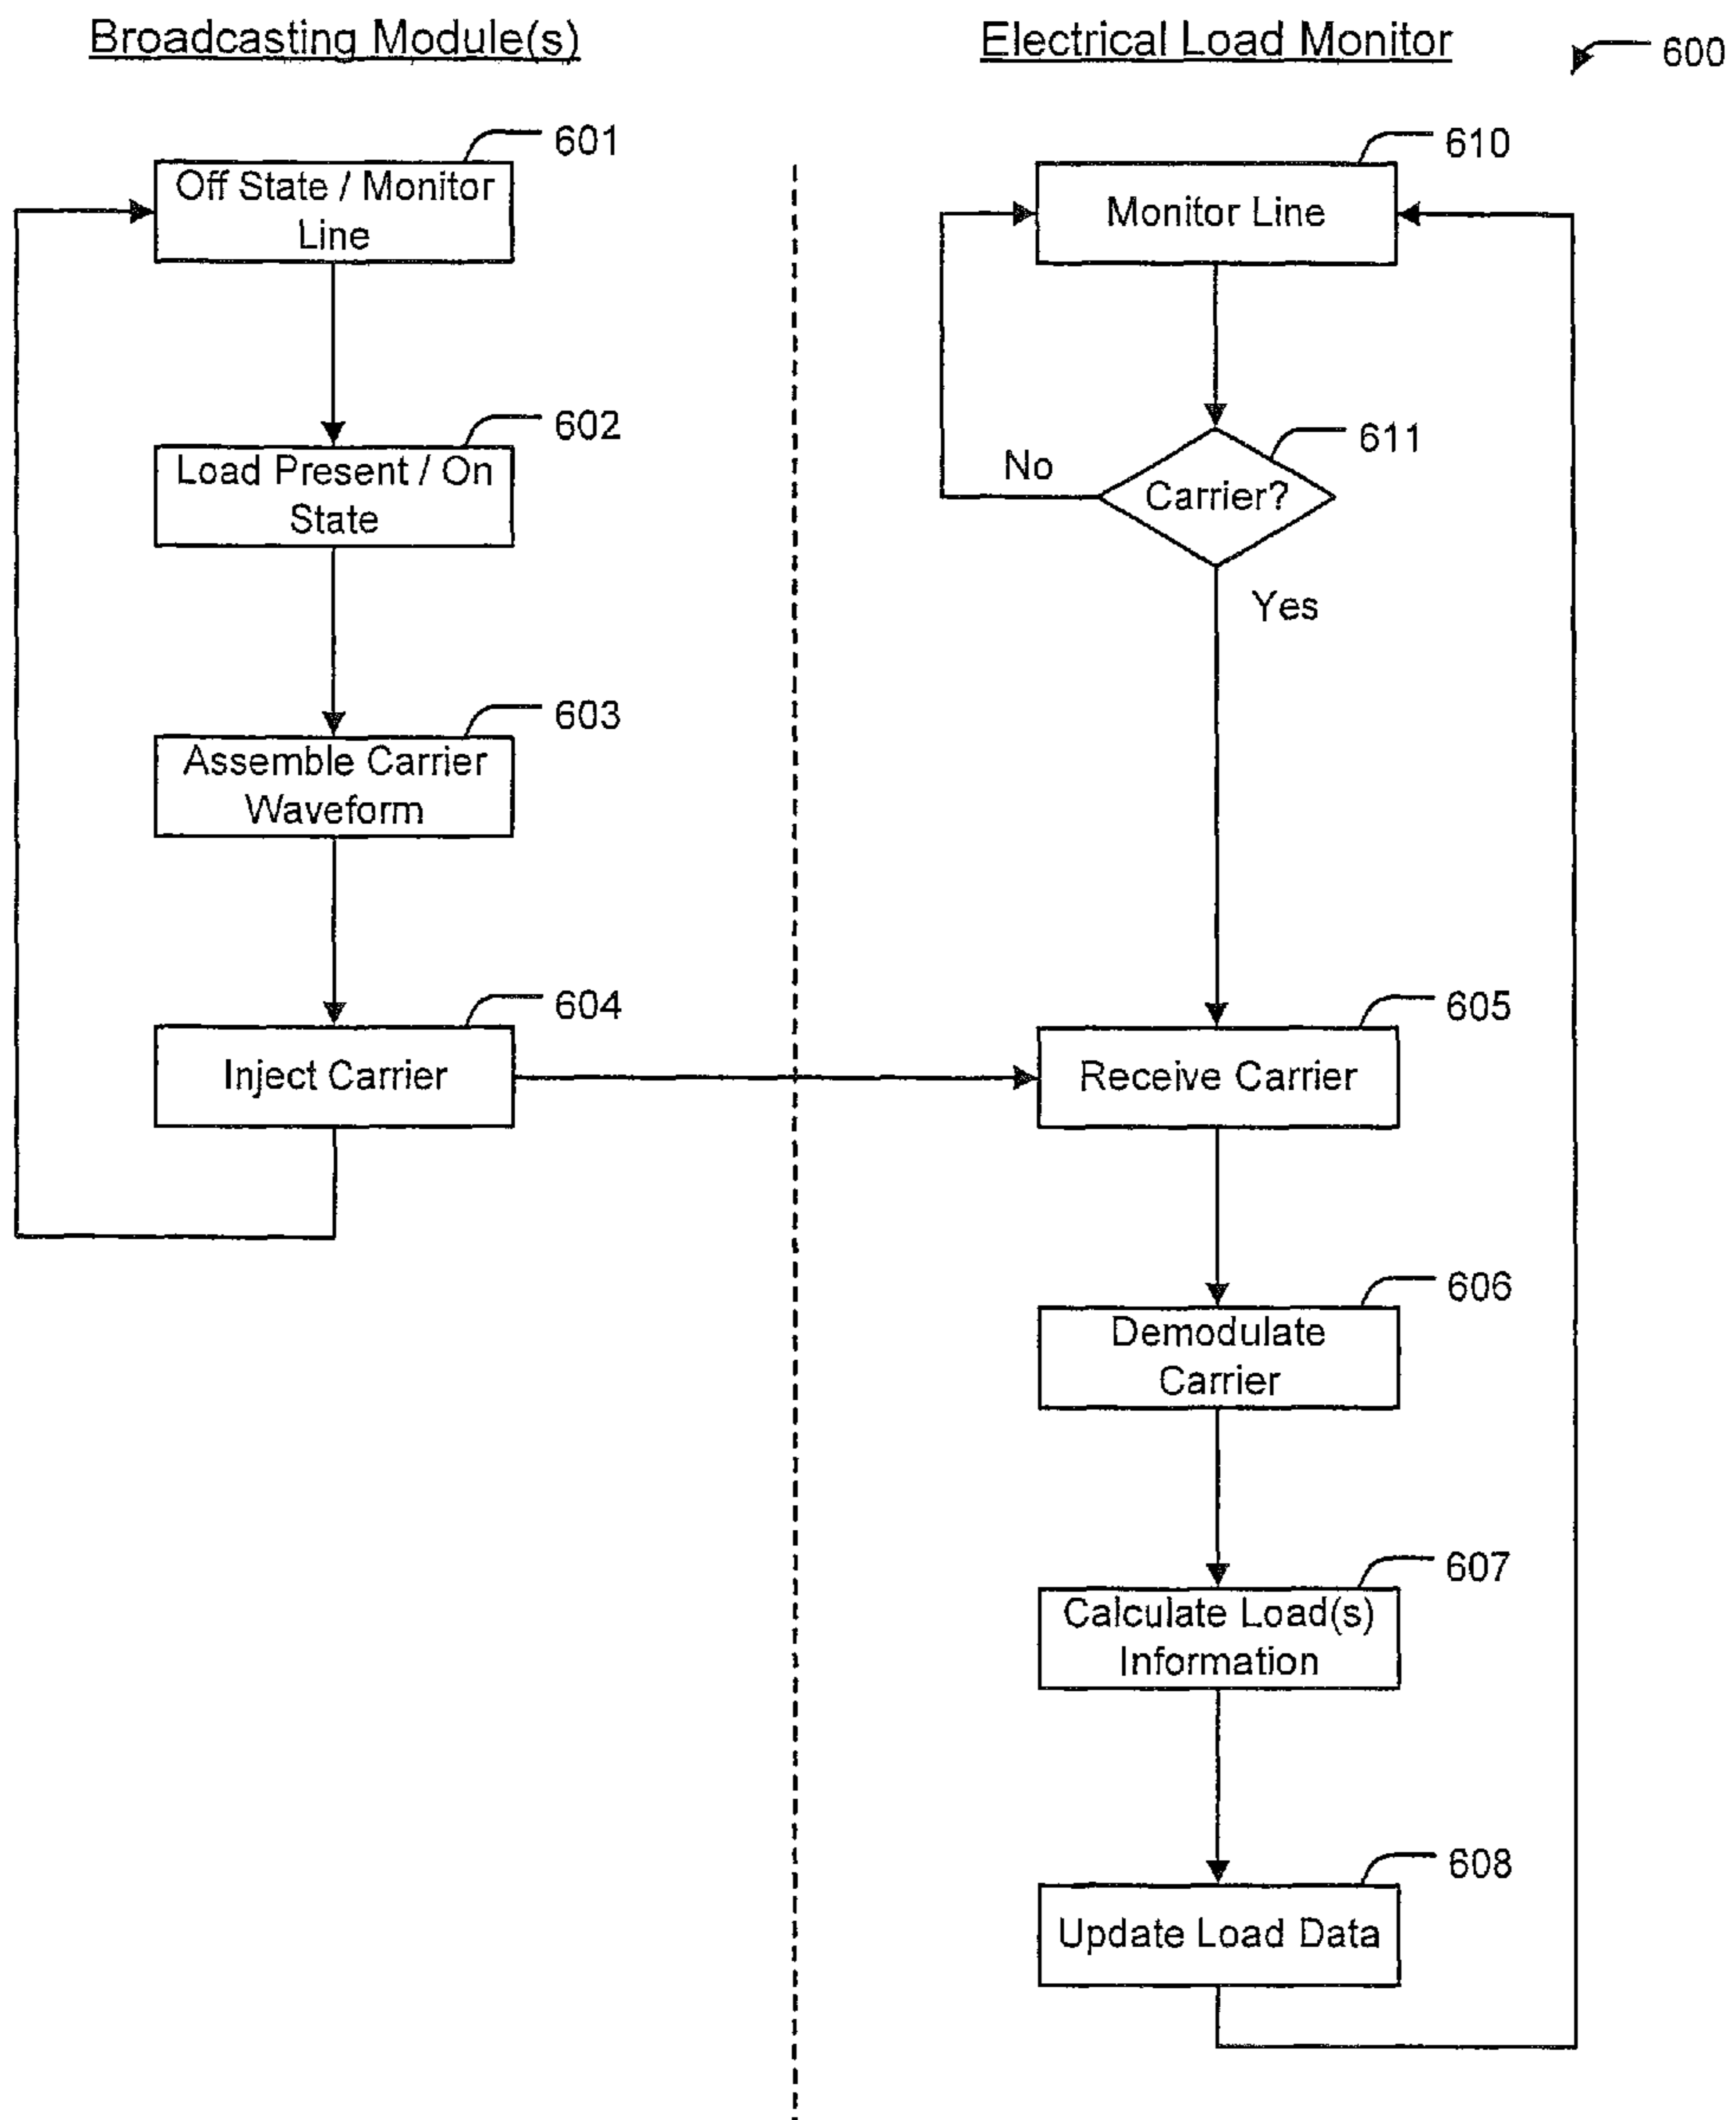 Broadcasting Module(s)
Electrical Load Monitor
600
601
Off State / Monitor
Line
602
Load Present / On
State
603
Assemble Carrier
Waveform
604
Inject Carrier
610
Monitor Line
611
Carrier?
No
Yes
605
Receive Carrier
606
Demodulate
Carrier
607
Calculate Load(s)
Information
608
Update Load Data